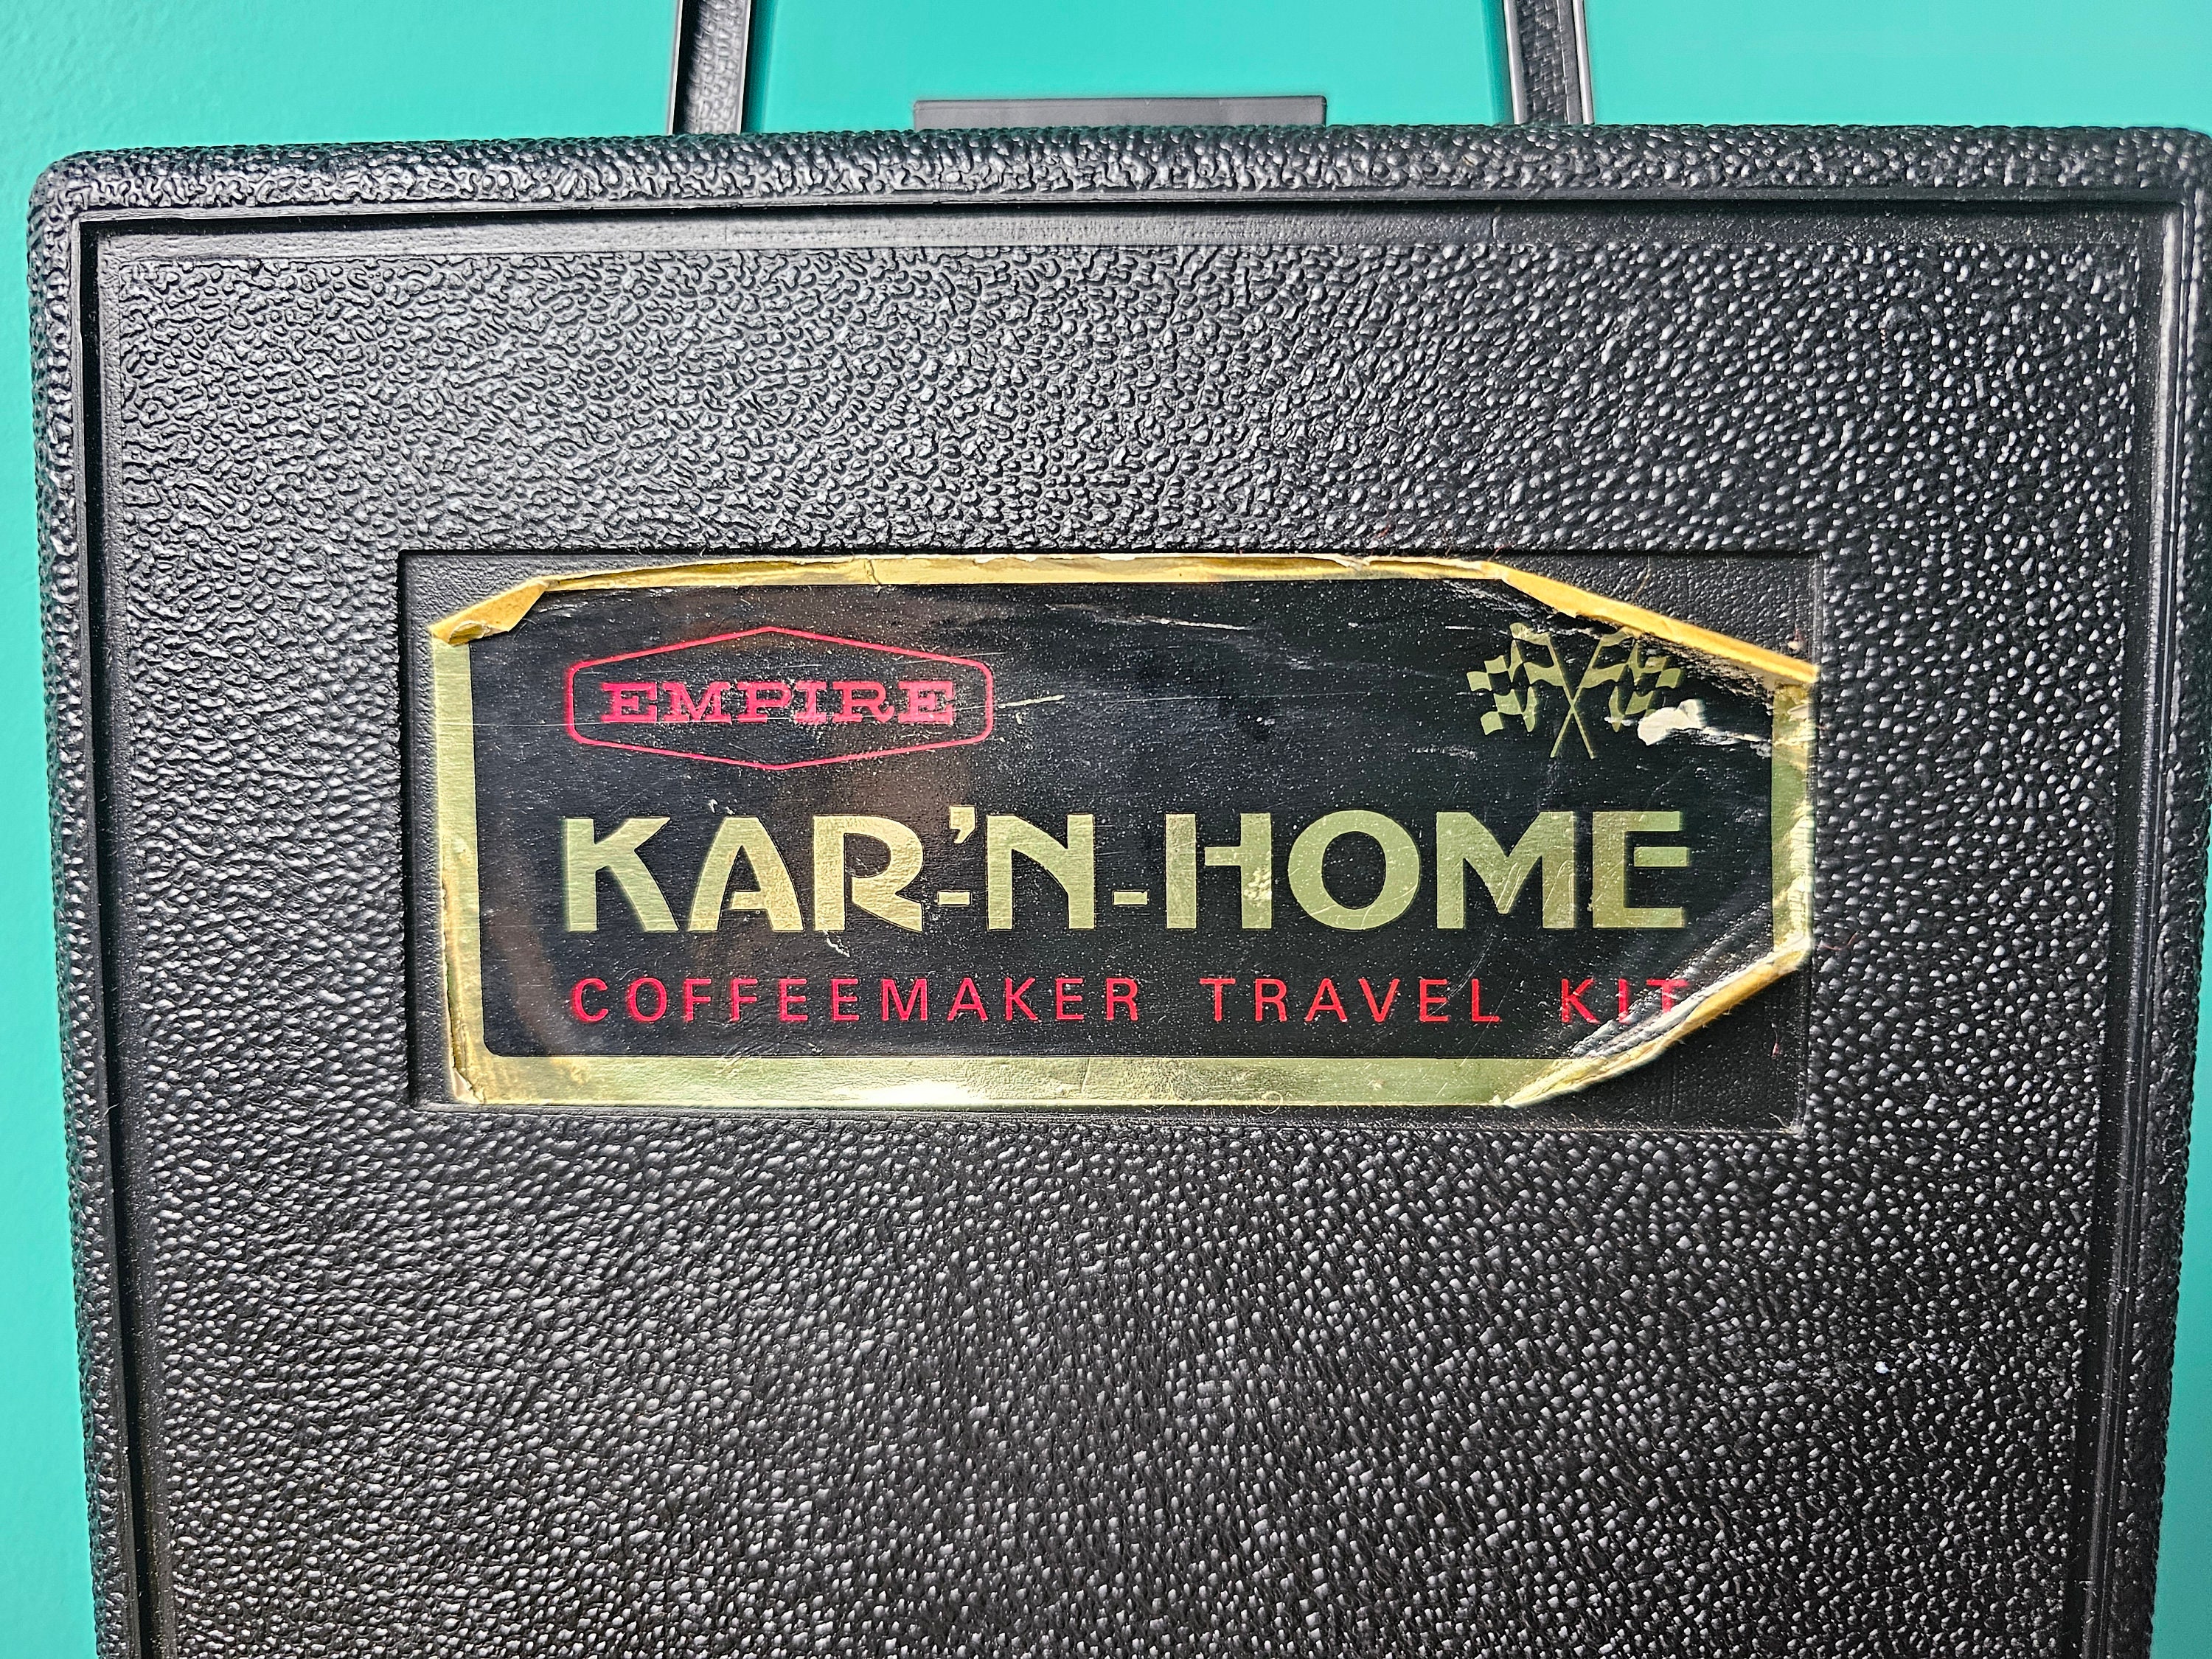 EMPIRE
KAR-'N-HOME
COFFEEMAKER TRAVEL KIT